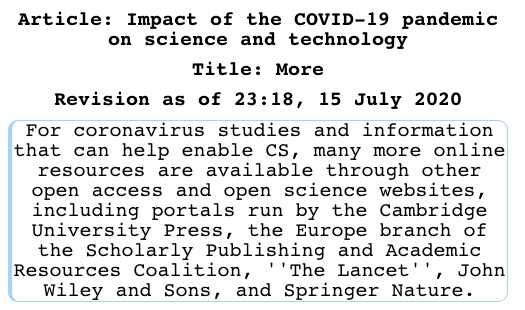 Article: Impact of the COVID-19 pandemic
on science and technology
Title: More
Revision as of 23:18, 15 July 2020
For coronavirus studies and information
that can help enable CS, many more online
resources are available through other
open access and open science websites,
including portals run by the Cambridge
University Press, the Europe branch of
the Scholarly Publishing and Academic
Resources Coalition, ''The Lancet'', John
Wiley and Sons, and Springer Nature.